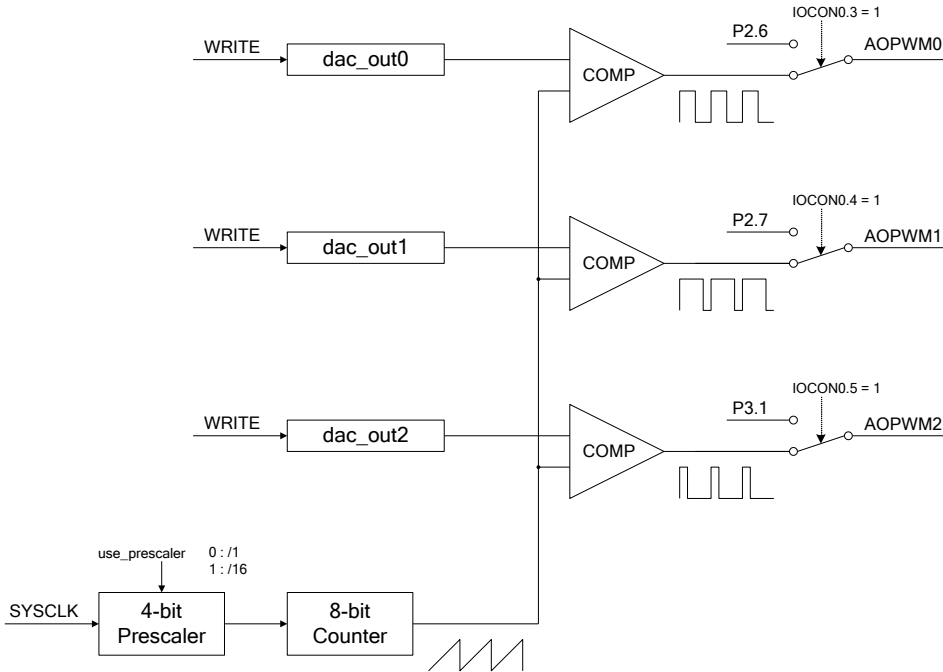 IOCON0.3 = 1
P2.6
WRITE
dac_out0
COMP
AOPWM0
IOCON0.4 = 1
P2.7
WRITE
dac_out1
COMP
AOPWM1
IOCON0.5 = 1
P3.1
WRITE
dac_out2
COMP
AOPWM2
use_prescaler
0 : /1
1 : /16
SYSCLK
4-bit
Prescaler
8-bit
Counter